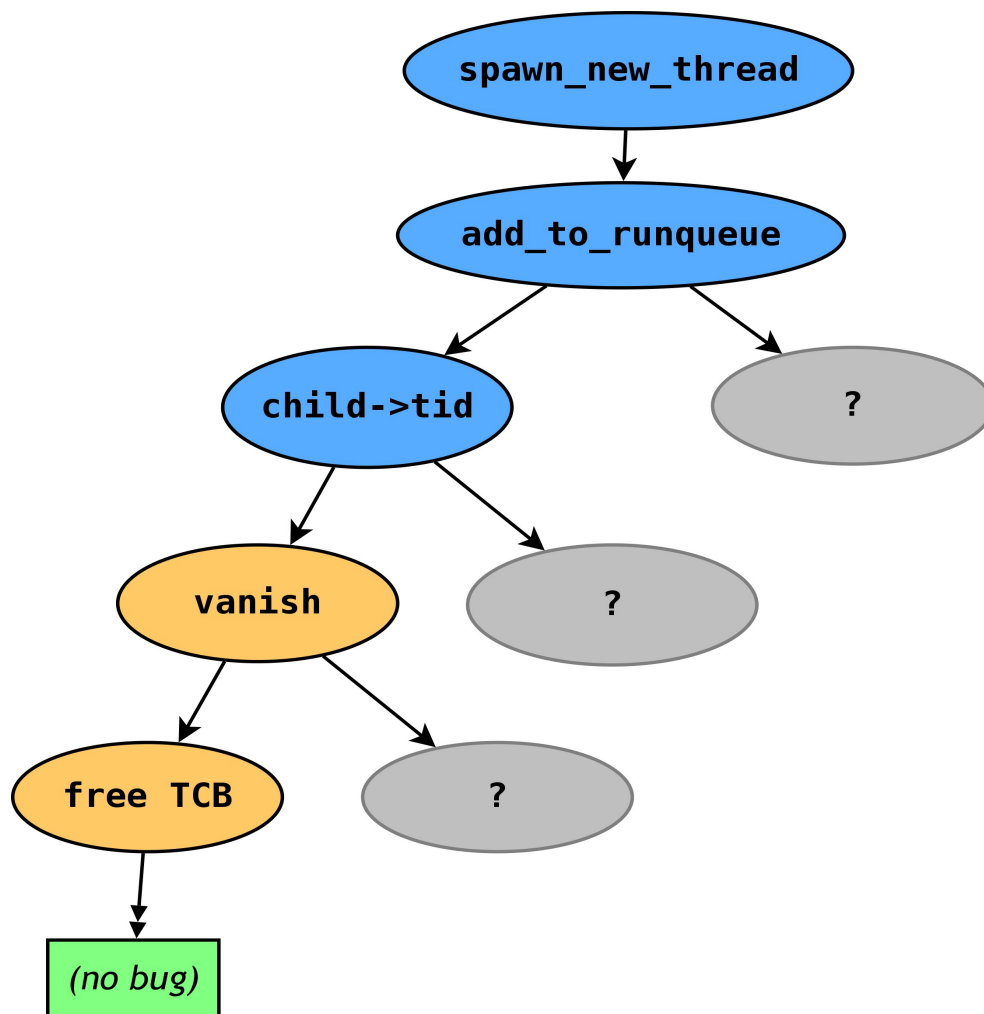 spawn_new_thread
add_to_runqueue
child->tid
?
vanish
?
free TCB
?
(no bug)